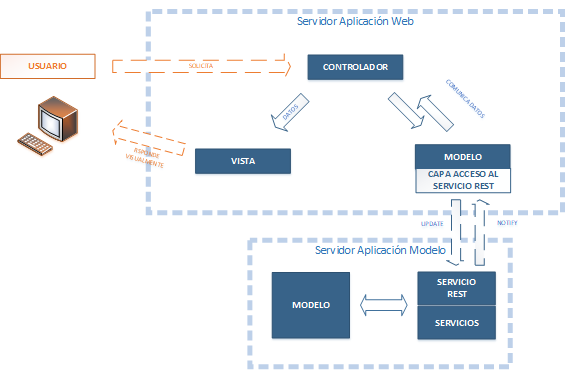 Servidor Aplicación Web
USUARIO
SOLICITA
CONTROLADOR
COMUNICA DATOS
DATOS
RSPONDE
VISUALMENTE
VISTA
MODELO
CAPA ACCESO AL
SERVICIO REST
UPDATE
NOTIFY
Servidor Aplicación Modelo
MODELO
SERVICIO
REST
SERVICIOS